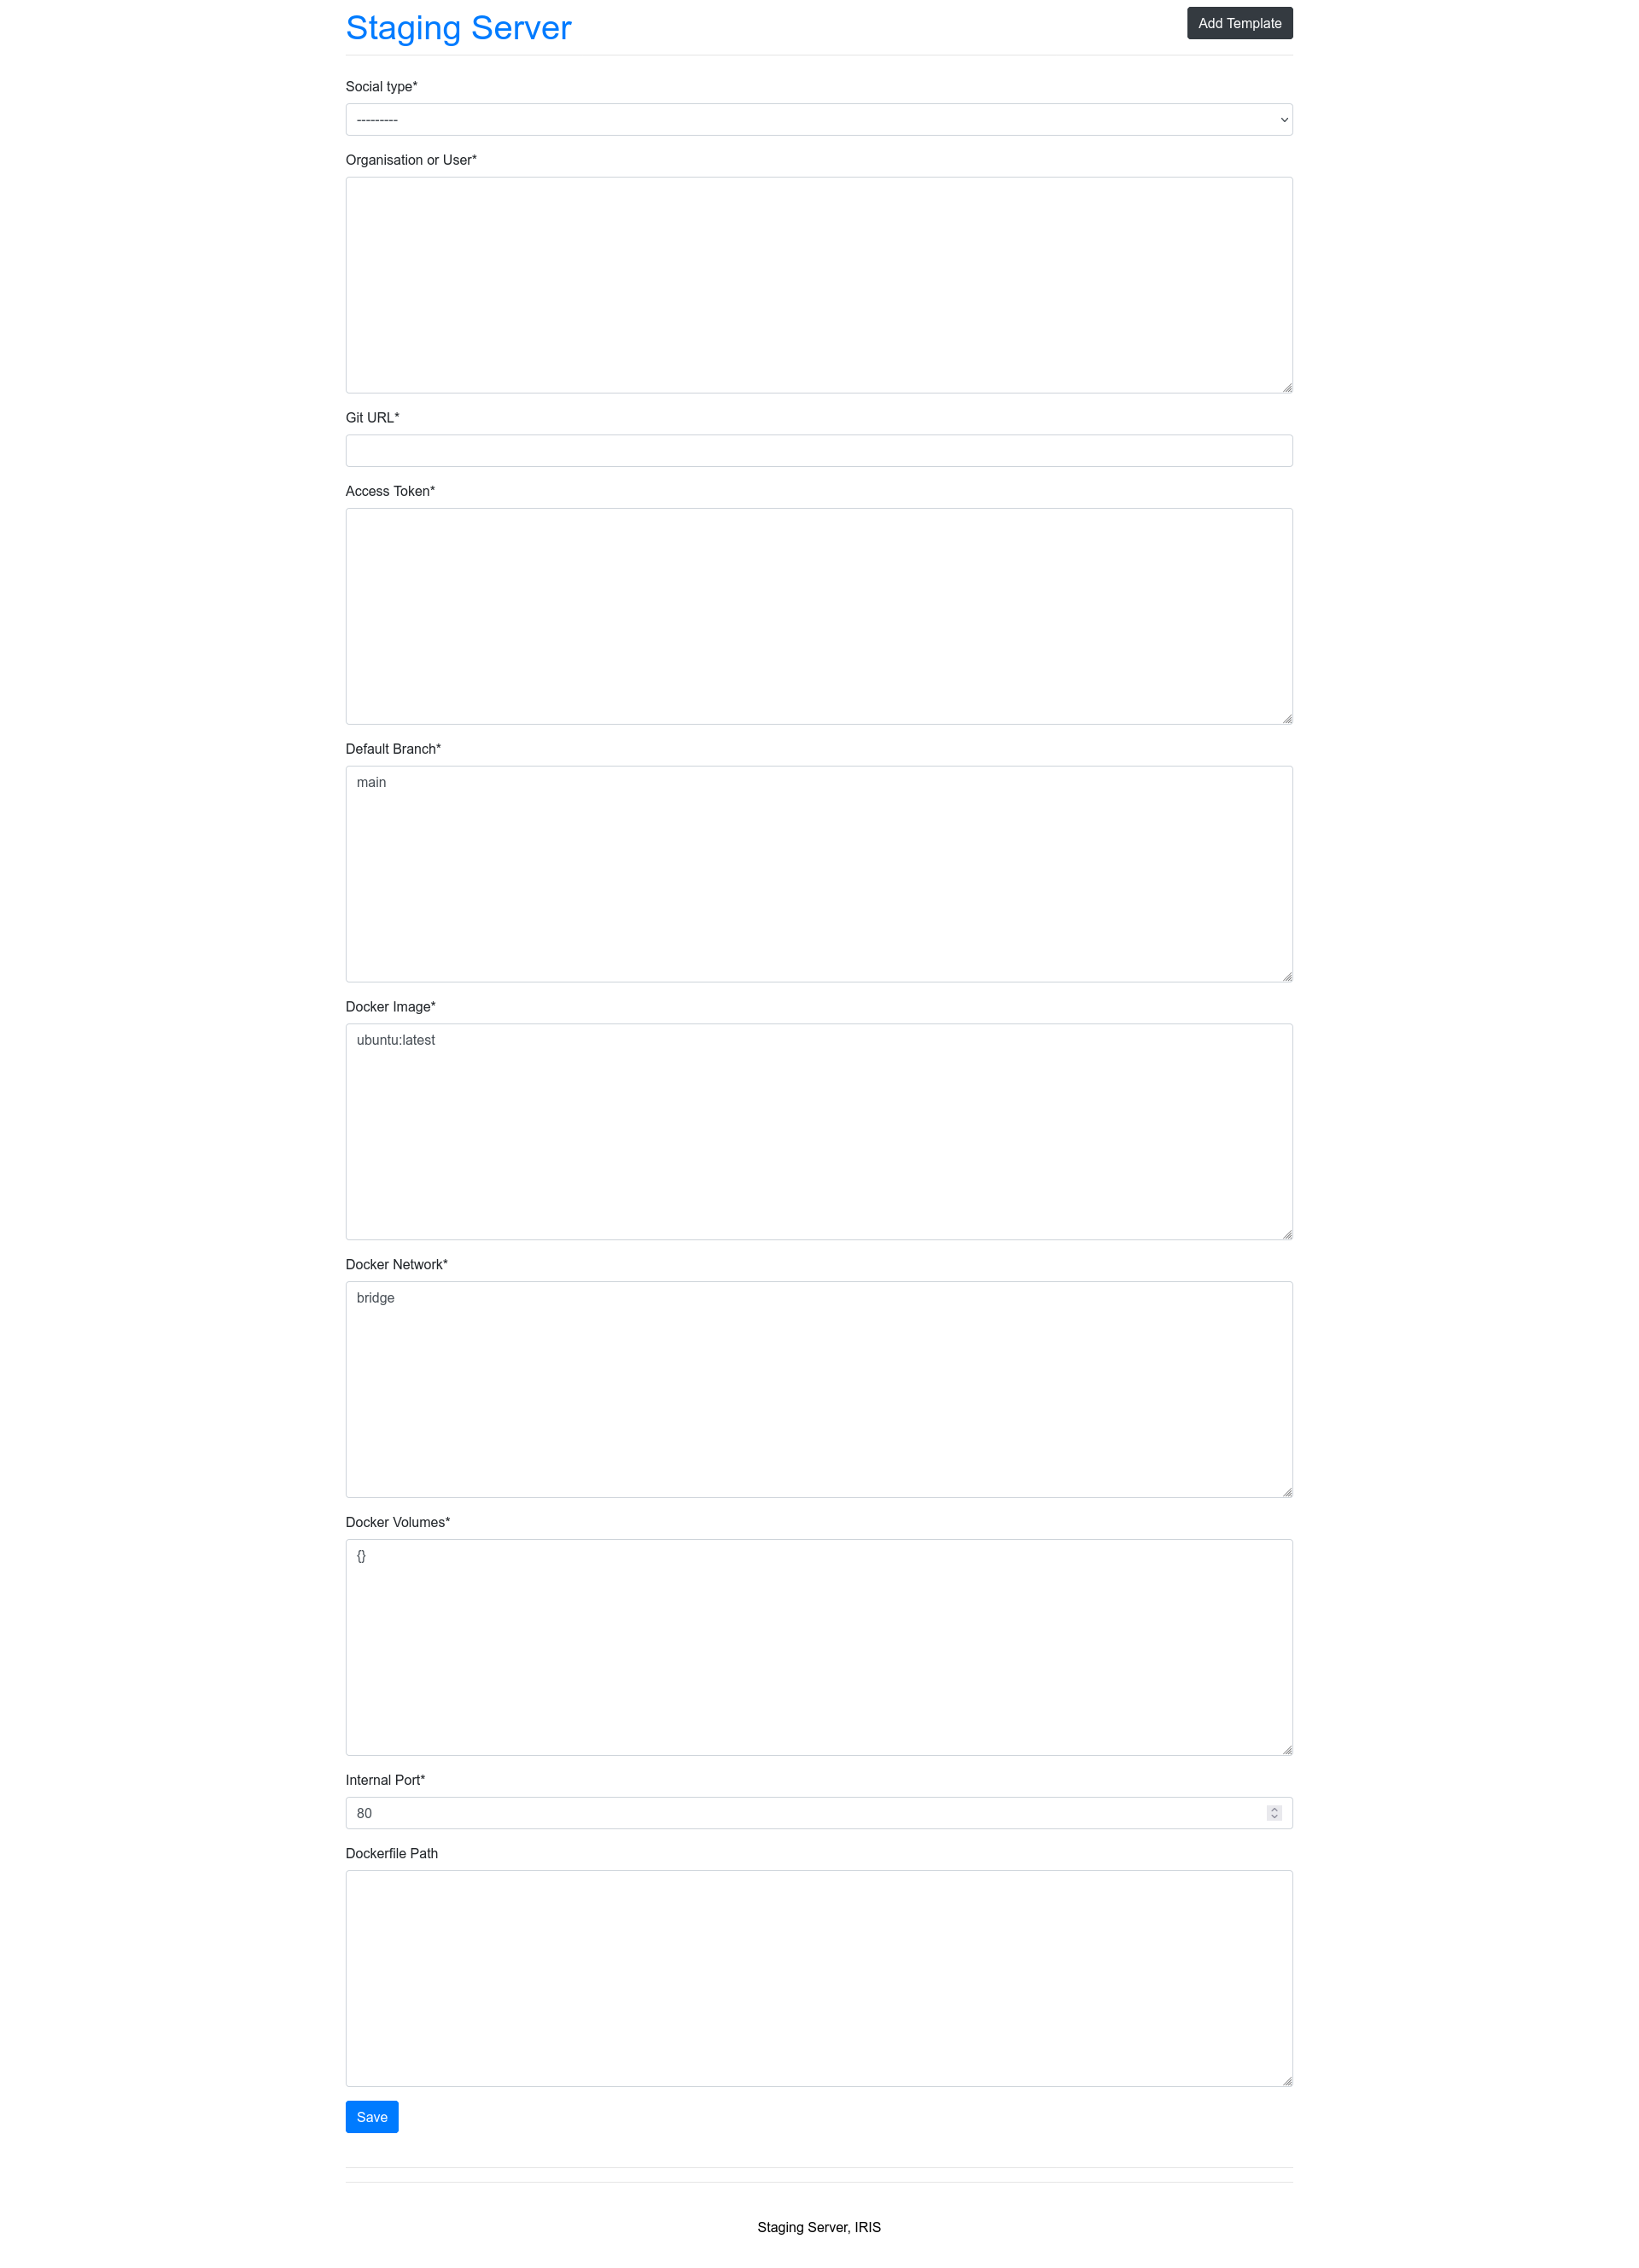 Staging Server
Add Template
Social type*
---------
Organisation or User*
Git URL*
Access Token*
Default Branch*
main
Docker Image*
ubuntu:latest
Docker Network*
bridge
Docker Volumes*
{}
Internal Port*
80
Dockerfile Path
Save
Staging Server, IRIS